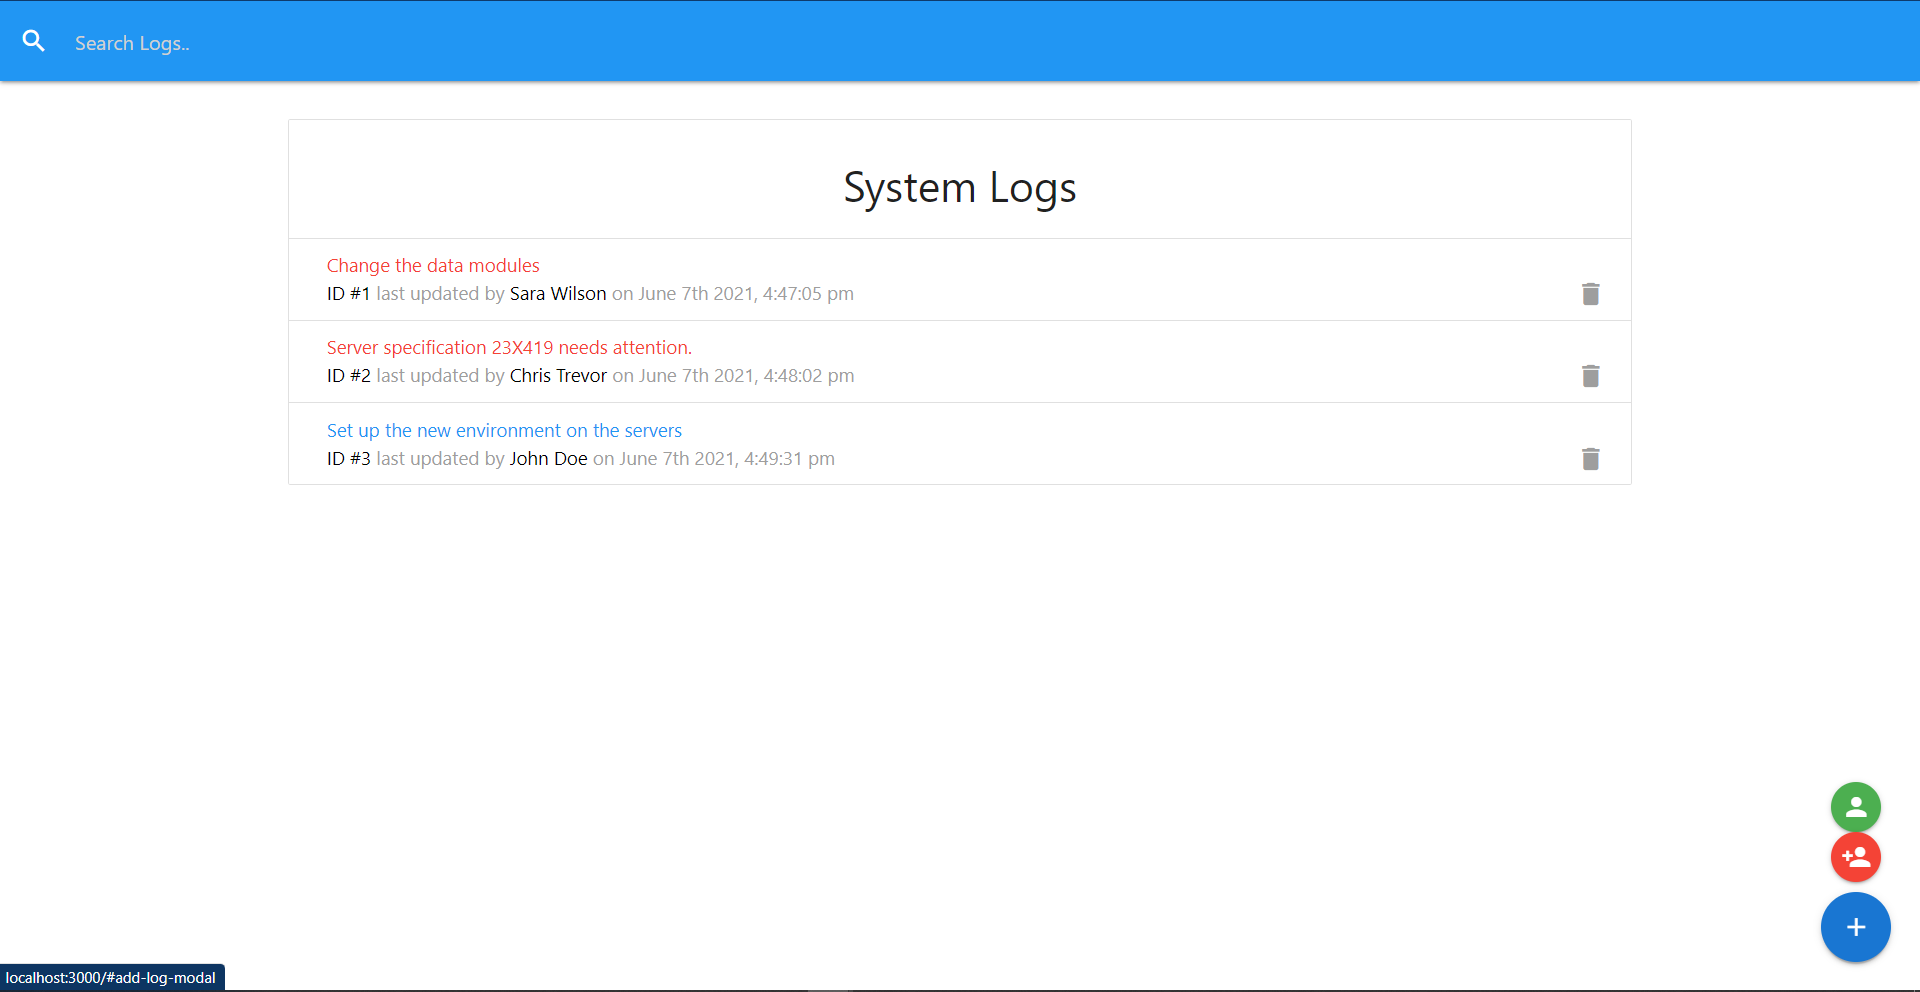 Search Logs..
System Logs
Change the data modules
ID #1 last updated by Sara Wilson on June 7th 2021, 4:47:05 pm
Server specification 23X419 needs attention.
ID #2 last updated by Chris Trevor on June 7th 2021, 4:48:02 pm
Set up the new environment on the servers
ID #3 last updated by John Doe on June 7th 2021, 4:49:31 pm
localhost:3000/#add-log-modal